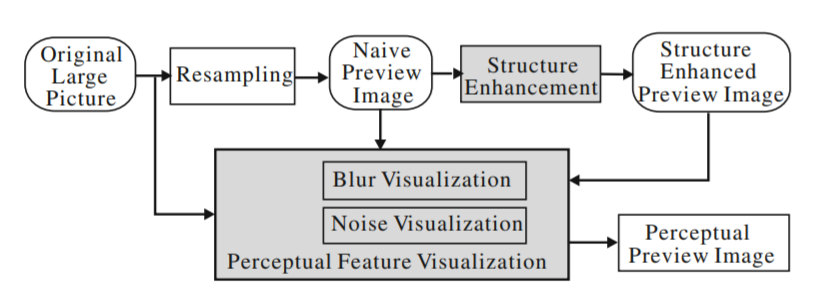 Original
Large
Picture
Resampling
Naive
Preview
Image
Structure
Enhancement
Structure
Enhanced
Preview Image
Blur Visualization
Noise Visualization
Perceptual Feature Visualization
Perceptual
Preview Image